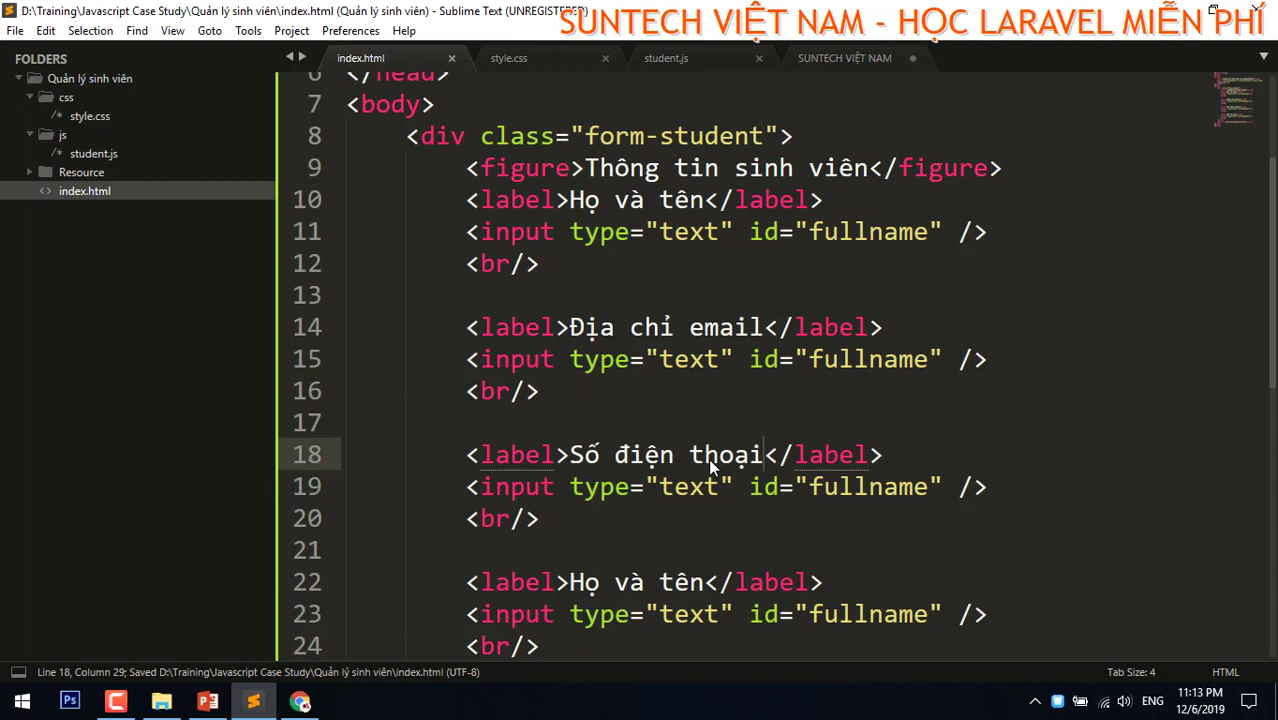 D:\Training\Javascript Case Study\Quản lý sinh viên\index.html (Quản lý sinh viên) - Sublime Text (UNREGISTERED)
SUNTECH VIỆT NAM - HỌC LARAVEL MIỄN PHÍ
File Edit Selection Find View Goto Tools Project Preferences Help
FOLDERS
Quản lý sinh viên
css
/* style.css
js
/* student.js
Resource
<> index.html
index.html style.css student.js SUNTECH VIỆT NAM
6 </head>
7 <body>
8 <div class="form-student">
9 <figure>Thông tin sinh viên</figure>
10 <label>Họ và tên</label>
11 <input type="text" id="fullname" />
12 <br/>
13
14 <label>Địa chỉ email</label>
15 <input type="text" id="fullname" />
16 <br/>
17
18 <label>Số điện thoại</label>
19 <input type="text" id="fullname" />
20 <br/>
21
22 <label>Họ và tên</label>
23 <input type="text" id="fullname" />
24 <br/>
Line 18, Column 29; Saved D:\Training\Javascript Case Study\Quản lý sinh viên\index.html (UTF-8)
Tab Size: 4 HTML
Ps
ENG
11:13 PM
12/6/2019